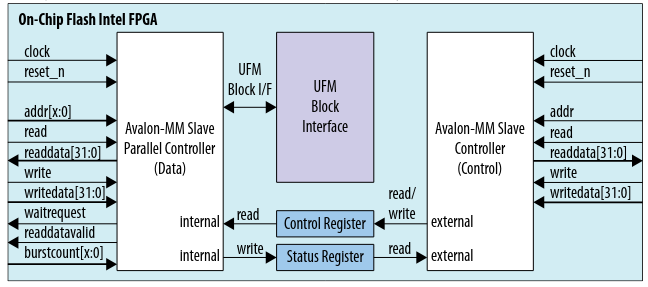 On-Chip Flash Intel FPGA
clock
reset_n
addr[x:0]
read
readdata[31:0]
write
writedata[31:0]
waitrequest
readdatavalid
burstcount[x:0]
Avalon-MM Slave
Parallel Controller
(Data)
internal
internal
UFM
Block I/F
UFM
Block
Interface
read
Control Register
read/
write
write
Status Register
read
Avalon-MM Slave
Controller
(Control)
external
external
clock
reset_n
addr
read
readdata[31:0]
write
writedata[31:0]